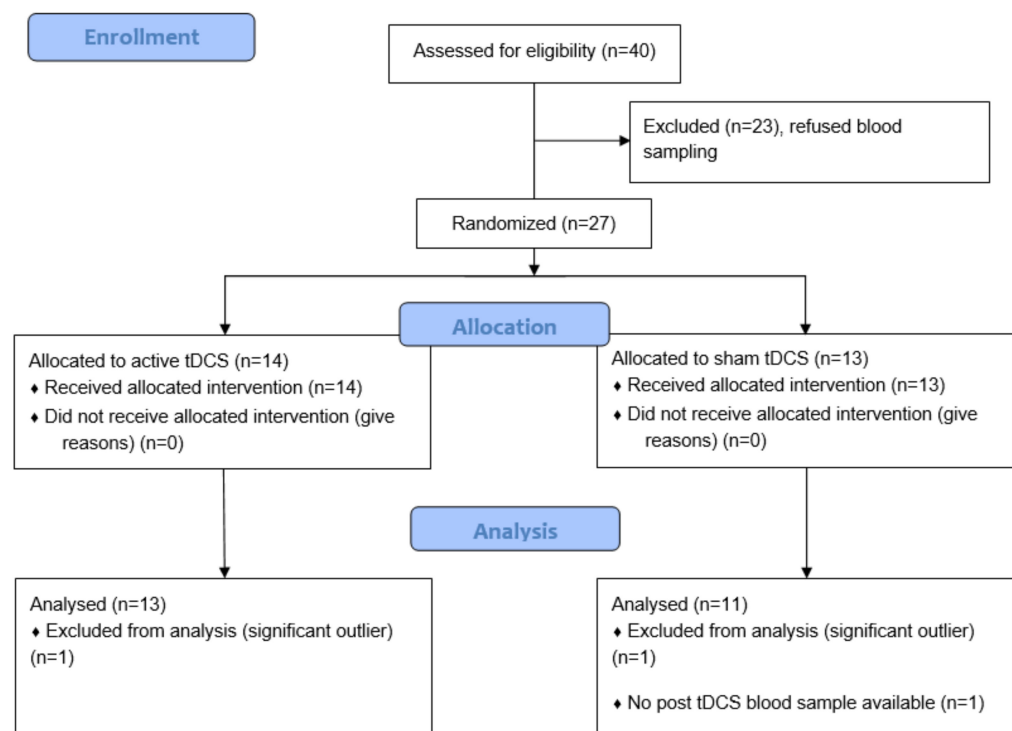 Enrollment
Assessed for eligibility (n=40)
Excluded (n=23), refused blood
sampling
Randomized (n=27)
Allocation
Allocated to active tDCS (n=14)
♦ Received allocated intervention (n=14)
♦ Did not receive allocated intervention (give
reasons) (n=0)
Allocated to sham tDCS (n=13)
♦ Received allocated intervention (n=13)
♦ Did not receive allocated intervention (give
reasons) (n=0)
Analysis
Analysed (n=13)
♦ Excluded from analysis (significant outlier)
(n=1)
Analysed (n=11)
♦ Excluded from analysis (significant outlier)
(n=1)
♦ No post tDCS blood sample available (n=1)